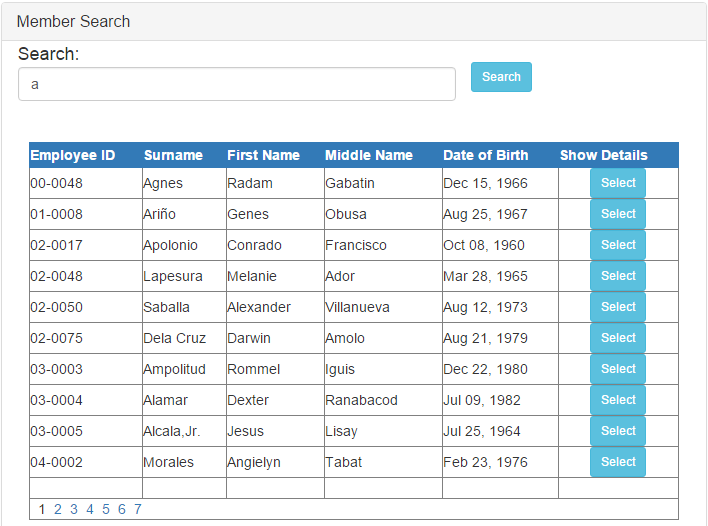 Member Search
Search:
a Search
Employee ID Surname First Name Middle Name Date of Birth Show Details
00-0048 Agnes Radam Gabatin Dec 15, 1966 Select
01-0008 Ariño Genes Obusa Aug 25, 1967 Select
02-0017 Apolonio Conrado Francisco Oct 08, 1960 Select
02-0048 Lapesura Melanie Ador Mar 28, 1965 Select
02-0050 Saballa Alexander Villanueva Aug 12, 1973 Select
02-0075 Dela Cruz Darwin Amolo Aug 21, 1979 Select
03-0003 Ampolitud Rommel Iguis Dec 22, 1980 Select
03-0004 Alamar Dexter Ranabacod Jul 09, 1982 Select
03-0005 Alcala,Jr. Jesus Lisay Jul 25, 1964 Select
04-0002 Morales Angielyn Tabat Feb 23, 1976 Select
1 2 3 4 5 6 7